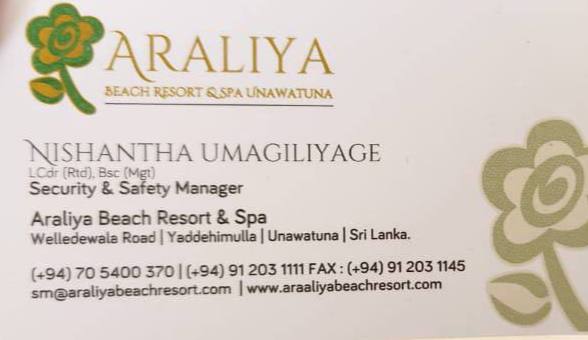 ARALIYA
BEACH RESORT & SPA UNAWATUNA
NISHANTHA UMAGILIYAGE
LCdr (Rtd), Bsc (Mgt)
Security & Safety Manager
Araliya Beach Resort & Spa
Welledewala Road | Yaddehimulla | Unawatuna | Sri Lanka.
(+94) 70 5400 370 | (+94) 91 203 1111 FAX : (+94) 91 203 1145
sm@araliyabeachresort.com | www.araaliyabeachresort.com